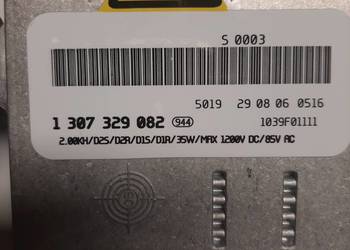 S 0003
5019 29 08 06 0516
1 307 329 082 944 1039F01111
2.00KH/D2S/D2R/D1S/D1R/35W/MAX 1200V DC/85V AC